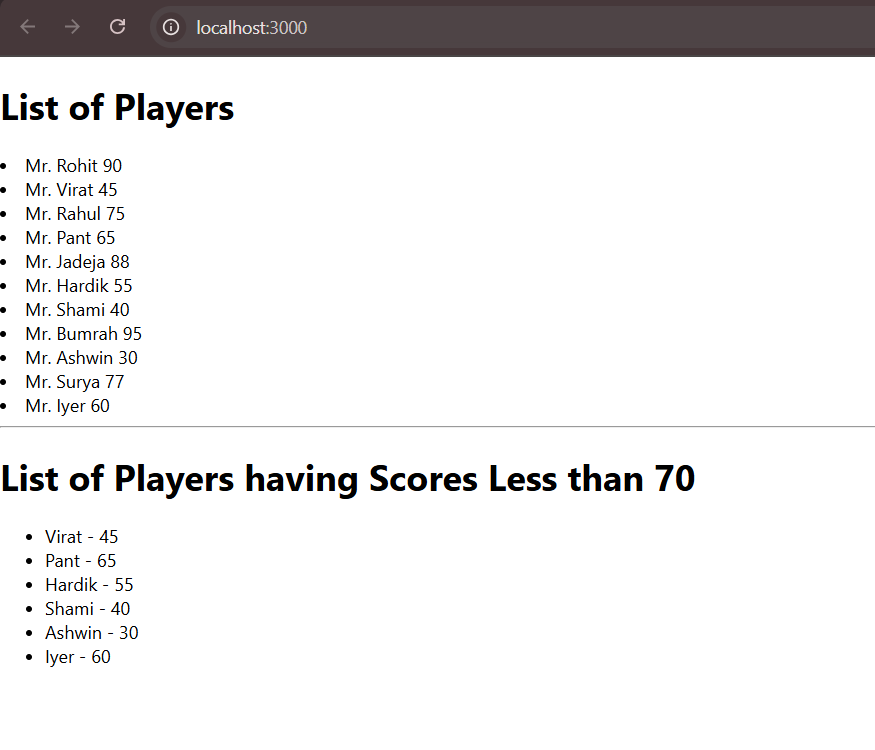 localhost:3000
List of Players
Mr. Rohit 90
Mr. Virat 45
Mr. Rahul 75
Mr. Pant 65
Mr. Jadeja 88
Mr. Hardik 55
Mr. Shami 40
Mr. Bumrah 95
Mr. Ashwin 30
Mr. Surya 77
Mr. Iyer 60
List of Players having Scores Less than 70
Virat - 45
Pant - 65
Hardik - 55
Shami - 40
Ashwin - 30
Iyer - 60